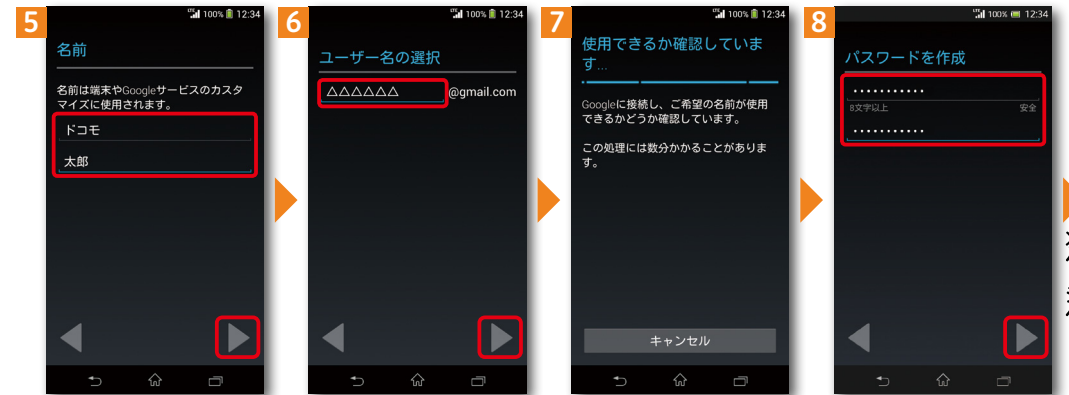 5
LTE 100% 12:34
名前
名前は端末やGoogleサービスのカスタ
マイズに使用されます。
ドコモ
太郎
6
LTE 100% 12:34
ユーザー名の選択
△△△△△△ @gmail.com
7
LTE 100% 12:34
使用できるか確認していま
す...
Googleに接続し、ご希望の名前が使用
できるかどうか確認しています。
この処理には数分かかることがありま
す。
キャンセル
8
LTE 100% 12:34
パスワードを作成
•••••••••••
8文字以上 安全
•••••••••••